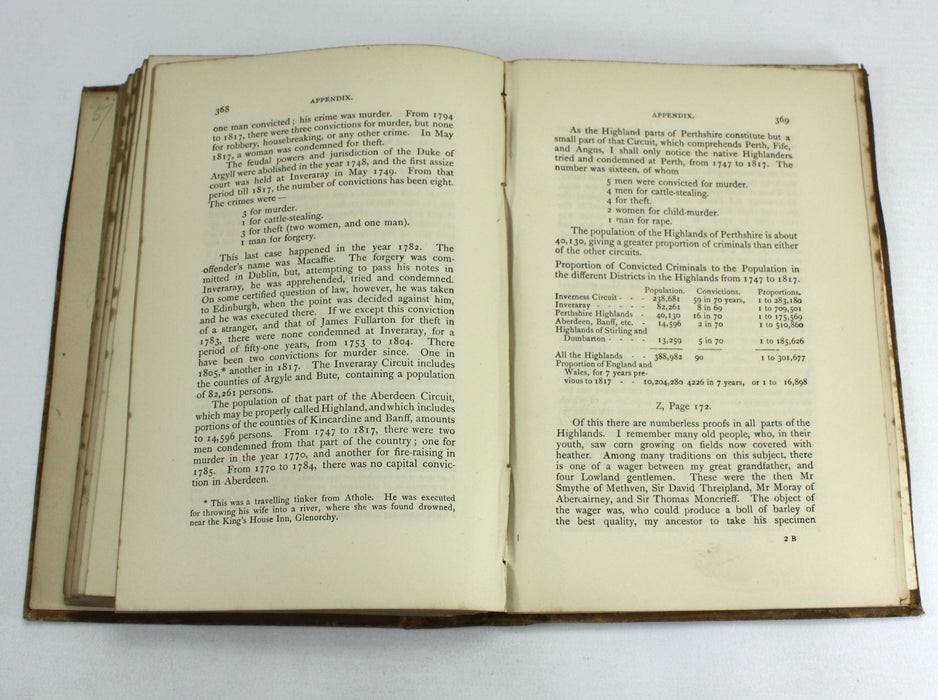 368
APPENDIX.
one man convicted; his crime was murder. From 1794
to 1817, there were three convictions for murder, but none
for robbery, housebreaking, or any other crime. In May
1817, a woman was condemned for theft.
The feudal powers and jurisdiction of the Duke of
Argyll were abolished in the year 1748, and the first assize
court was held at Inveraray in May 1749. From that
period till 1817, the number of convictions has been eight.
The crimes were—
3 for murder.
1 for cattle-stealing.
3 for theft (two women, and one man).
1 man for forgery.
This last case happened in the year 1782. The
offender's name was Macaffie. The forgery was com-
mitted in Dublin, but, attempting to pass his notes in
Inveraray, he was apprehended, tried and condemned.
On some certified question of law, however, he was taken
to Edinburgh, when the point was decided against him,
and he was executed there. If we except this conviction
of a stranger, and that of James Fullarton for theft in
1783, there were none condemned at Inveraray, for a
period of fifty-one years, from 1753 to 1804. There
have been two convictions for murder since. One in
1805,* another in 1817. The Inveraray Circuit includes
the counties of Argyle and Bute, containing a population
of 82,261 persons.
The population of that part of the Aberdeen Circuit,
which may be properly called Highland, and which includes
portions of the counties of Kincardine and Banff, amounts
to 14,596 persons. From 1747 to 1817, there were two
men condemned from that part of the country; one for
murder in the year 1770, and another for fire-raising in
1785. From 1770 to 1784, there was no capital convic-
tion in Aberdeen.
* This was a travelling tinker from Athole. He was executed
for throwing his wife into a river, where she was found drowned,
near the King's House Inn, Glenorchy.
APPENDIX.
369
As the Highland parts of Perthshire constitute but a
small part of that Circuit, which comprehends Perth, Fife,
and Angus, I shall only notice the native Highlanders
tried and condemned at Perth, from 1747 to 1817. The
number was sixteen, of whom
5 men were convicted for murder.
4 men for cattle-stealing.
4 for theft.
2 women for child-murder.
1 man for rape.
The population of the Highlands of Perthshire is about
40,130, giving a greater proportion of criminals than either
of the other circuits.
Proportion of Convicted Criminals to the Population in
the different Districts in the Highlands from 1747 to 1817.
Population. Convictions. Proportions.
Inverness Circuit - - - 238,681 59 in 70 years, 1 to 283,180
Inveraray - - - - - 82,261 8 in 69 1 to 709,501
Perthshire Highlands - 40,130 16 in 70 1 to 175,569
Aberdeen, Banff, etc. - 14,596 2 in 70 1 to 510,860
Highlands of Stirling and
Dumbarton - - - - 13,259 5 in 70 1 to 185,626
All the Highlands - - 388,982 90 1 to 301,677
Proportion of England and
Wales, for 7 years pre-
vious to 1817 - - 10,204,280 4226 in 7 years, or 1 to 16,898
Z, Page 172.
Of this there are numberless proofs in all parts of the
Highlands. I remember many old people, who, in their
youth, saw corn growing on fields now covered with
heather. Among many traditions on this subject, there
is one of a wager between my great grandfather, and
four Lowland gentlemen. These were the then Mr
Smythe of Methven, Sir David Threipland, Mr Moray of
Abercairney, and Sir Thomas Moncrieff. The object of
the wager was, who could produce a boll of barley of
the best quality, my ancestor to take his specimen
2 B